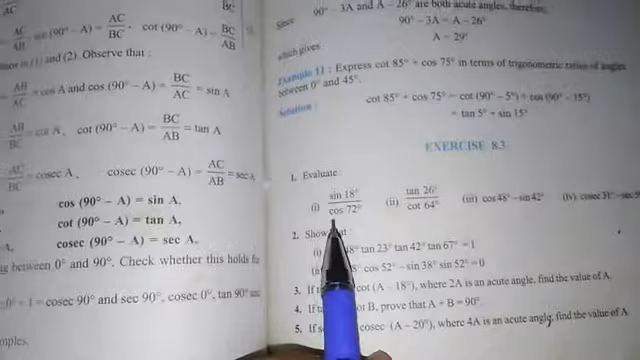 AC
BC
(90° − A) = AC/BC, cot (90° − A) = BC/AB
(1) and (2). Observe that :
AB/AC = cos A and cos (90° − A) = BC/AC = sin A
AB/BC = cot A, cot (90° − A) = BC/AB = tan A
AC/BC = cosec A, cosec (90° − A) = AC/AB = sec A
cos (90° − A) = sin A,
cot (90° − A) = tan A,
cosec (90° − A) = sec A,
between 0° and 90°. Check whether this holds
0° = 1 = cosec 90° and sec 90°, cosec 0°, tan 90°
Since 90° − 3A and A − 26° are both acute angles, therefore,
90° − 3A = A − 26°
which gives A = 29°
Example 11 : Express cot 85° + cos 75° in terms of trigonometric ratios of angles
between 0° and 45°.
Solution : cot 85° + cos 75° = cot (90° − 5°) + cos (90° − 15°)
= tan 5° + sin 15°
EXERCISE 8.3
1. Evaluate :
(i) sin 18°/cos 72° (ii) tan 26°/cot 64° (iii) cos 48° − sin 42° (iv) cosec 31° − sec
2. Show that :
(i) 48° tan 23° tan 42° tan 67° = 1
cos 52° − sin 38° sin 52° = 0
3. If cot (A − 18°), where 2A is an acute angle, find the value of A.
4. If B, prove that A + B = 90°.
5. If cosec (A − 20°), where 4A is an acute angle, find the value of A